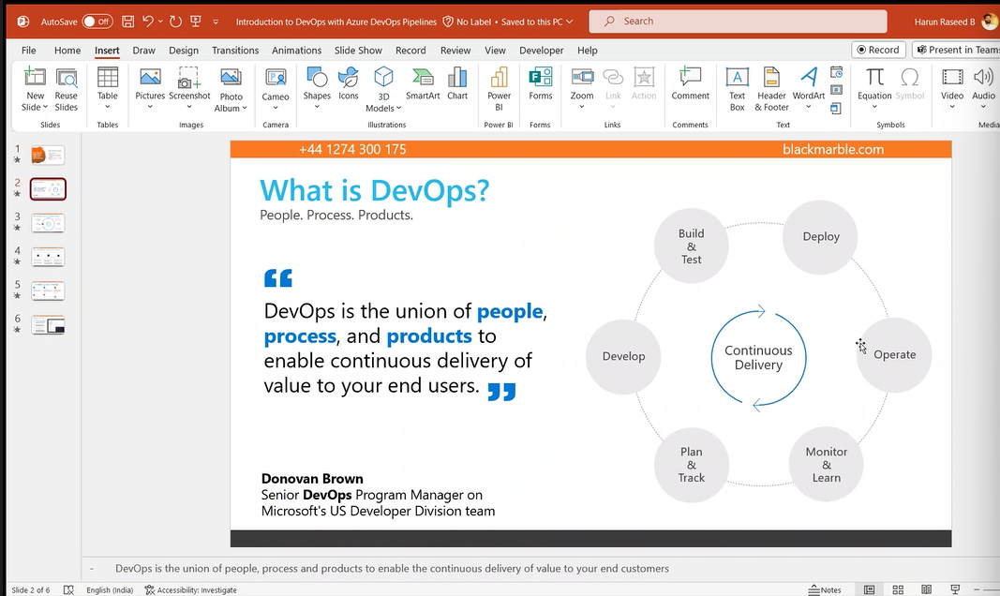 AutoSave Off Introduction to DevOps with Azure DevOps Pipelines No Label • Saved to this PC Search Harun Raseed B
File Home Insert Draw Design Transitions Animations Slide Show Record Review View Developer Help Record Present in Teams
New Slide
Reuse Slides
Table
Pictures
Screenshot
Photo Album
Cameo
Shapes
Icons
3D Models
SmartArt
Chart
Power BI
Forms
Zoom
Link
Action
Comment
Text Box
Header & Footer
WordArt
Equation
Symbol
Video
Audio
Slides Tables Images Camera Illustrations Power BI Forms Links Comments Text Symbols Media
1
2
3
4
5
6
+44 1274 300 175 blackmarble.com
What is DevOps?
People. Process. Products.
“
DevOps is the union of people,
process, and products to
enable continuous delivery of
value to your end users. ”
Donovan Brown
Senior DevOps Program Manager on
Microsoft's US Developer Division team
Build
&
Test
Deploy
Develop
Continuous
Delivery
Operate
Plan
&
Track
Monitor
&
Learn
- DevOps is the union of people, process and products to enable the continuous delivery of value to your end customers
Slide 2 of 6 English (India) Accessibility: Investigate Notes